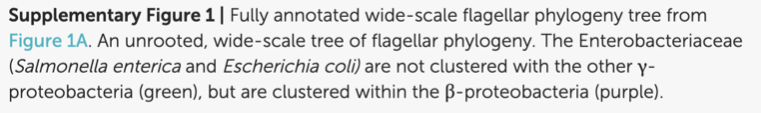 Supplementary Figure 1 | Fully annotated wide-scale flagellar phylogeny tree from
Figure 1A. An unrooted, wide-scale tree of flagellar phylogeny. The Enterobacteriaceae
(Salmonella enterica and Escherichia coli) are not clustered with the other γ-
proteobacteria (green), but are clustered within the β-proteobacteria (purple).